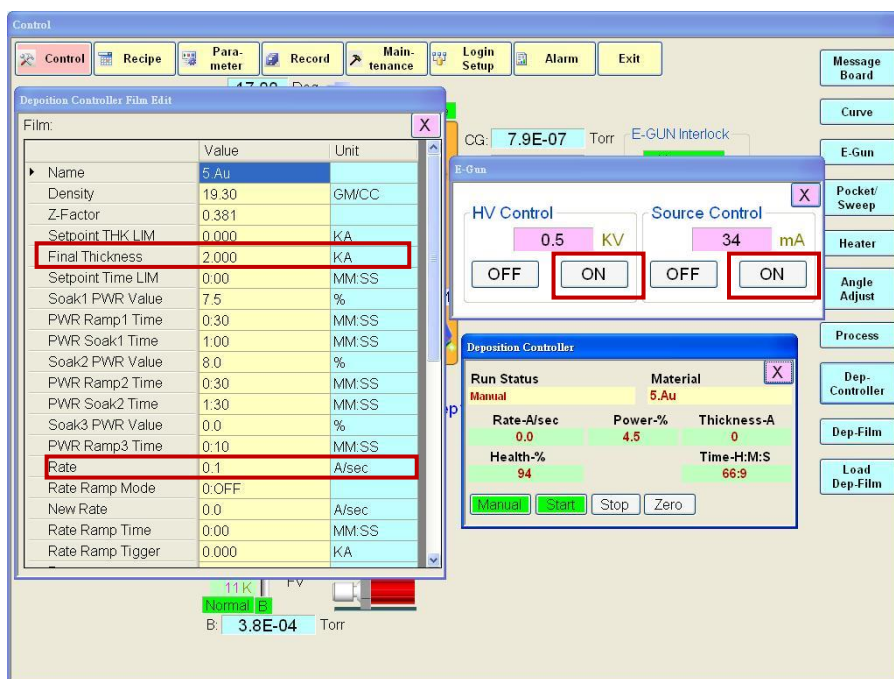 Control
Control Recipe Para-meter Record Main-tenance Login Setup Alarm Exit
Message Board
Curve
E-Gun
Pocket/ Sweep
Heater
Angle Adjust
Process
Dep-Controller
Dep-Film
Load Dep-Film
Depoition Controller Film Edit
Film: X
Value Unit
Name 5.Au
Density 19.30 GM/CC
Z-Factor 0.381
Setpoint THK LIM 0.000 KA
Final Thickness 2.000 KA
Setpoint Time LIM 0:00 MM:SS
Soak1 PWR Value 7.5 %
PWR Ramp1 Time 0:30 MM:SS
PWR Soak1 Time 1:00 MM:SS
Soak2 PWR Value 8.0 %
PWR Ramp2 Time 0:30 MM:SS
PWR Soak2 Time 1:30 MM:SS
Soak3 PWR Value 0.0 %
PWR Ramp3 Time 0:10 MM:SS
Rate 0.1 A/sec
Rate Ramp Mode 0:OFF
New Rate 0.0 A/sec
Rate Ramp Time 0:00 MM:SS
Rate Ramp Tigger 0.000 KA
CG: 7.9E-07 Torr E-GUN Interlock
E-Gun
X
HV Control Source Control
0.5 KV 34 mA
OFF ON OFF ON
Deposition Controller
X
Run Status Material
Manual 5.Au
Rate-A/sec Power-% Thickness-A
0.0 4.5 0
Health-% Time-H:M:S
94 66:9
Manual Start Stop Zero
11K
Normal B
B: 3.8E-04 Torr